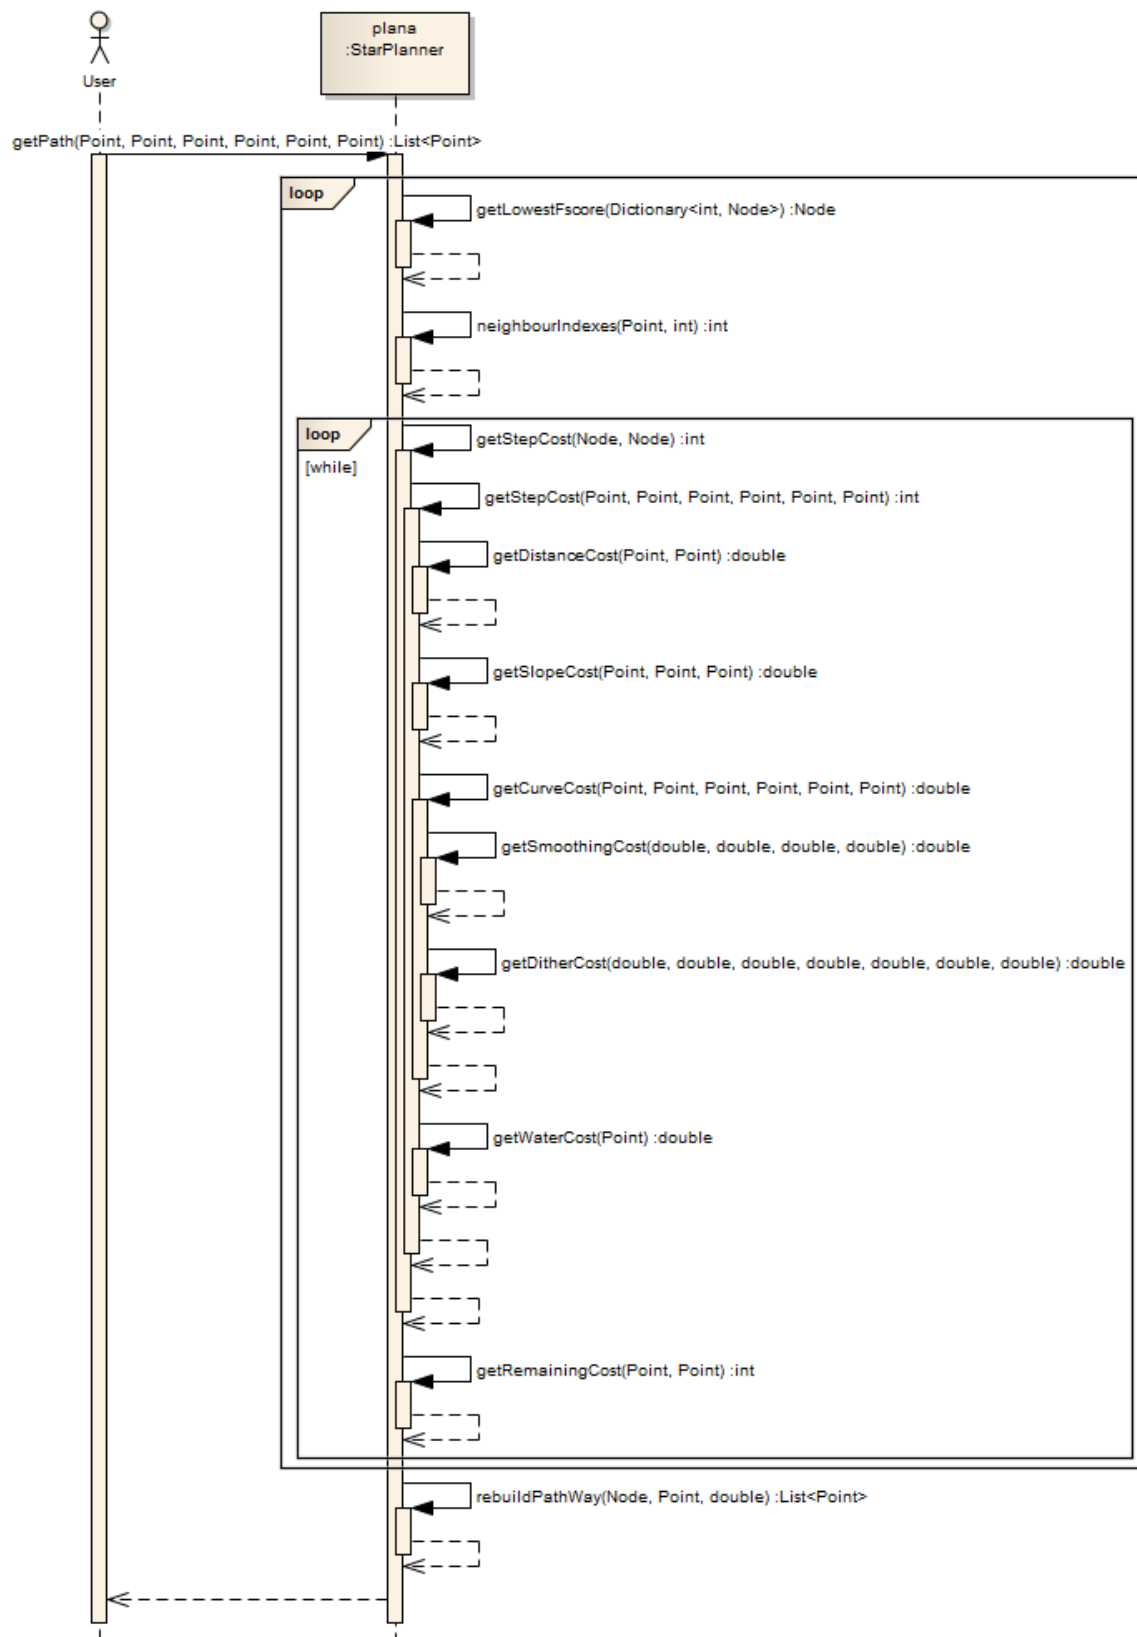 plana
:StarPlanner
User
getPath(Point, Point, Point, Point, Point, Point) :List<Point>
loop
getLowestFscore(Dictionary<int, Node>) :Node
neighbourIndexes(Point, int) :int
loop
getStepCost(Node, Node) :int
[while]
getStepCost(Point, Point, Point, Point, Point, Point) :int
getDistanceCost(Point, Point) :double
getSlopeCost(Point, Point, Point) :double
getCurveCost(Point, Point, Point, Point, Point, Point) :double
getSmoothingCost(double, double, double, double) :double
getDitherCost(double, double, double, double, double, double, double) :double
getWaterCost(Point) :double
getRemainingCost(Point, Point) :int
rebuildPathWay(Node, Point, double) :List<Point>